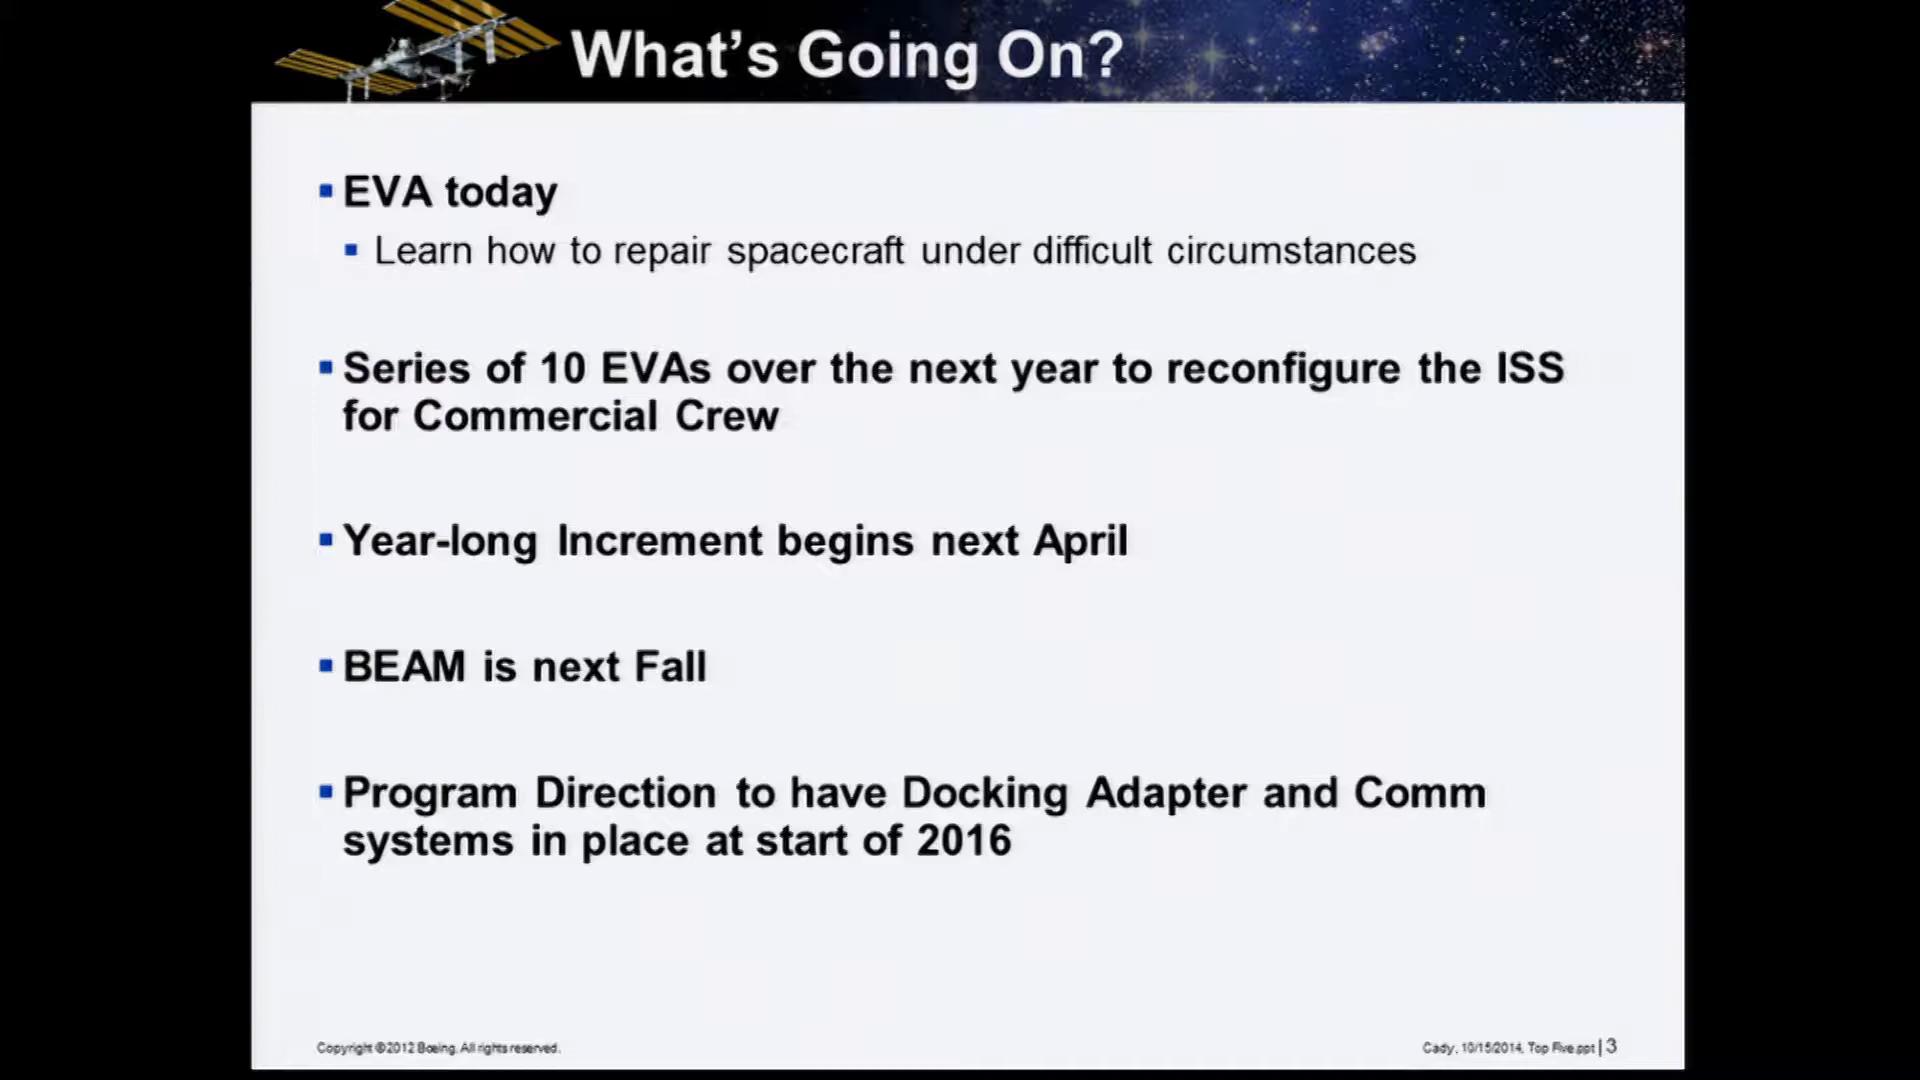 What's Going On?
EVA today
Learn how to repair spacecraft under difficult circumstances
Series of 10 EVAs over the next year to reconfigure the ISS
for Commercial Crew
Year-long Increment begins next April
BEAM is next Fall
Program Direction to have Docking Adapter and Comm
systems in place at start of 2016
Copyright ©2012 Boeing. All rights reserved.
Cady, 10/15/2014, Top Five.ppt | 3